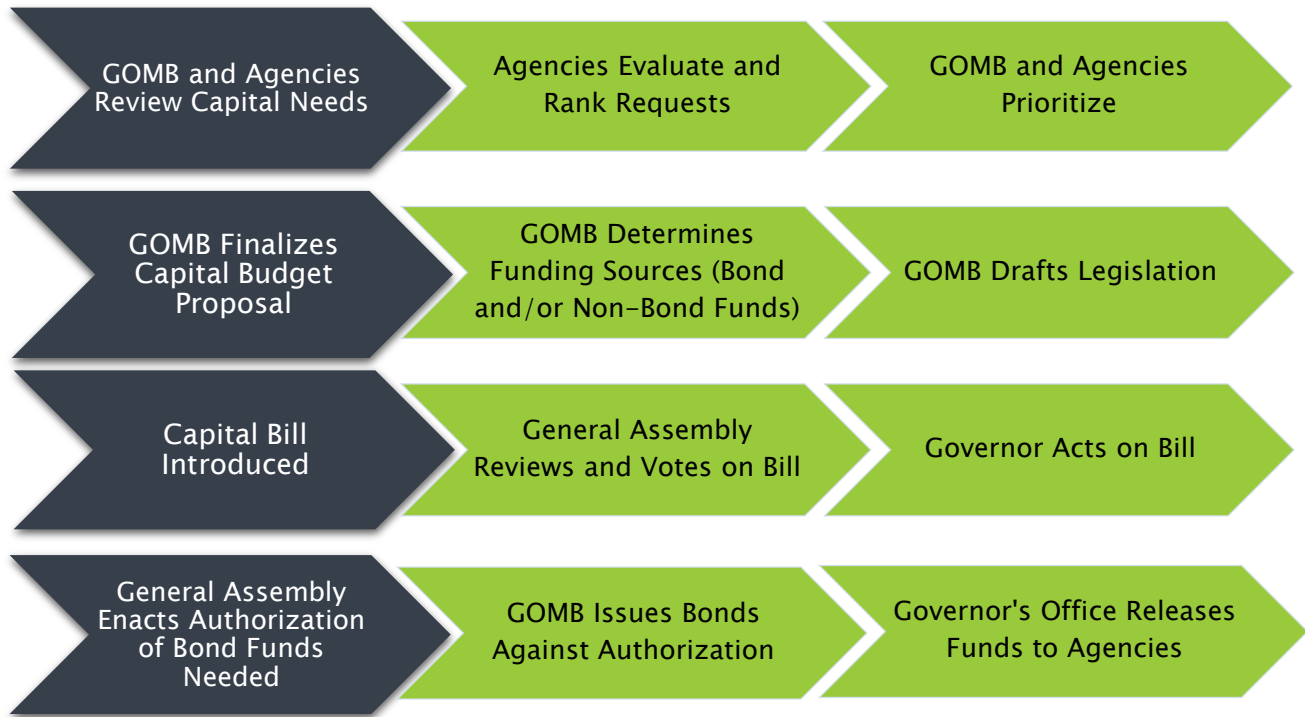 GOMB and Agencies
Review Capital Needs
Agencies Evaluate and
Rank Requests
GOMB and Agencies
Prioritize
GOMB Finalizes
Capital Budget
Proposal
GOMB Determines
Funding Sources (Bond
and/or Non-Bond Funds)
GOMB Drafts Legislation
Capital Bill
Introduced
General Assembly
Reviews and Votes on Bill
Governor Acts on Bill
General Assembly
Enacts Authorization
of Bond Funds
Needed
GOMB Issues Bonds
Against Authorization
Governor's Office Releases
Funds to Agencies